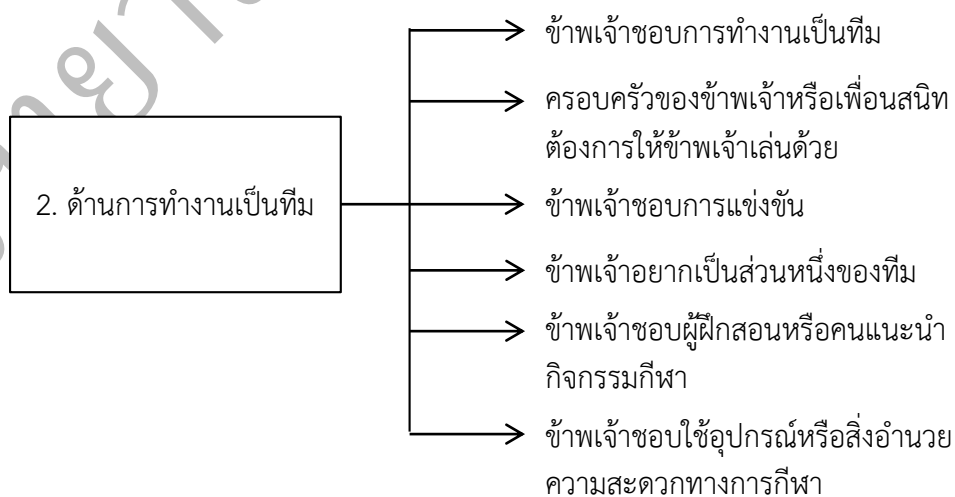 ข้าพเจ้าชอบการทำงานเป็นทีม
ครอบครัวของข้าพเจ้าหรือเพื่อนสนิท
ต้องการให้ข้าพเจ้าเล่นด้วย
2. ด้านการทำงานเป็นทีม
ข้าพเจ้าชอบการแข่งขัน
ข้าพเจ้าอยากเป็นส่วนหนึ่งของทีม
ข้าพเจ้าชอบผู้ฝึกสอนหรือคนแนะนำ
กิจกรรมกีฬา
ข้าพเจ้าชอบใช้อุปกรณ์หรือสิ่งอำนวย
ความสะดวกทางการกีฬา